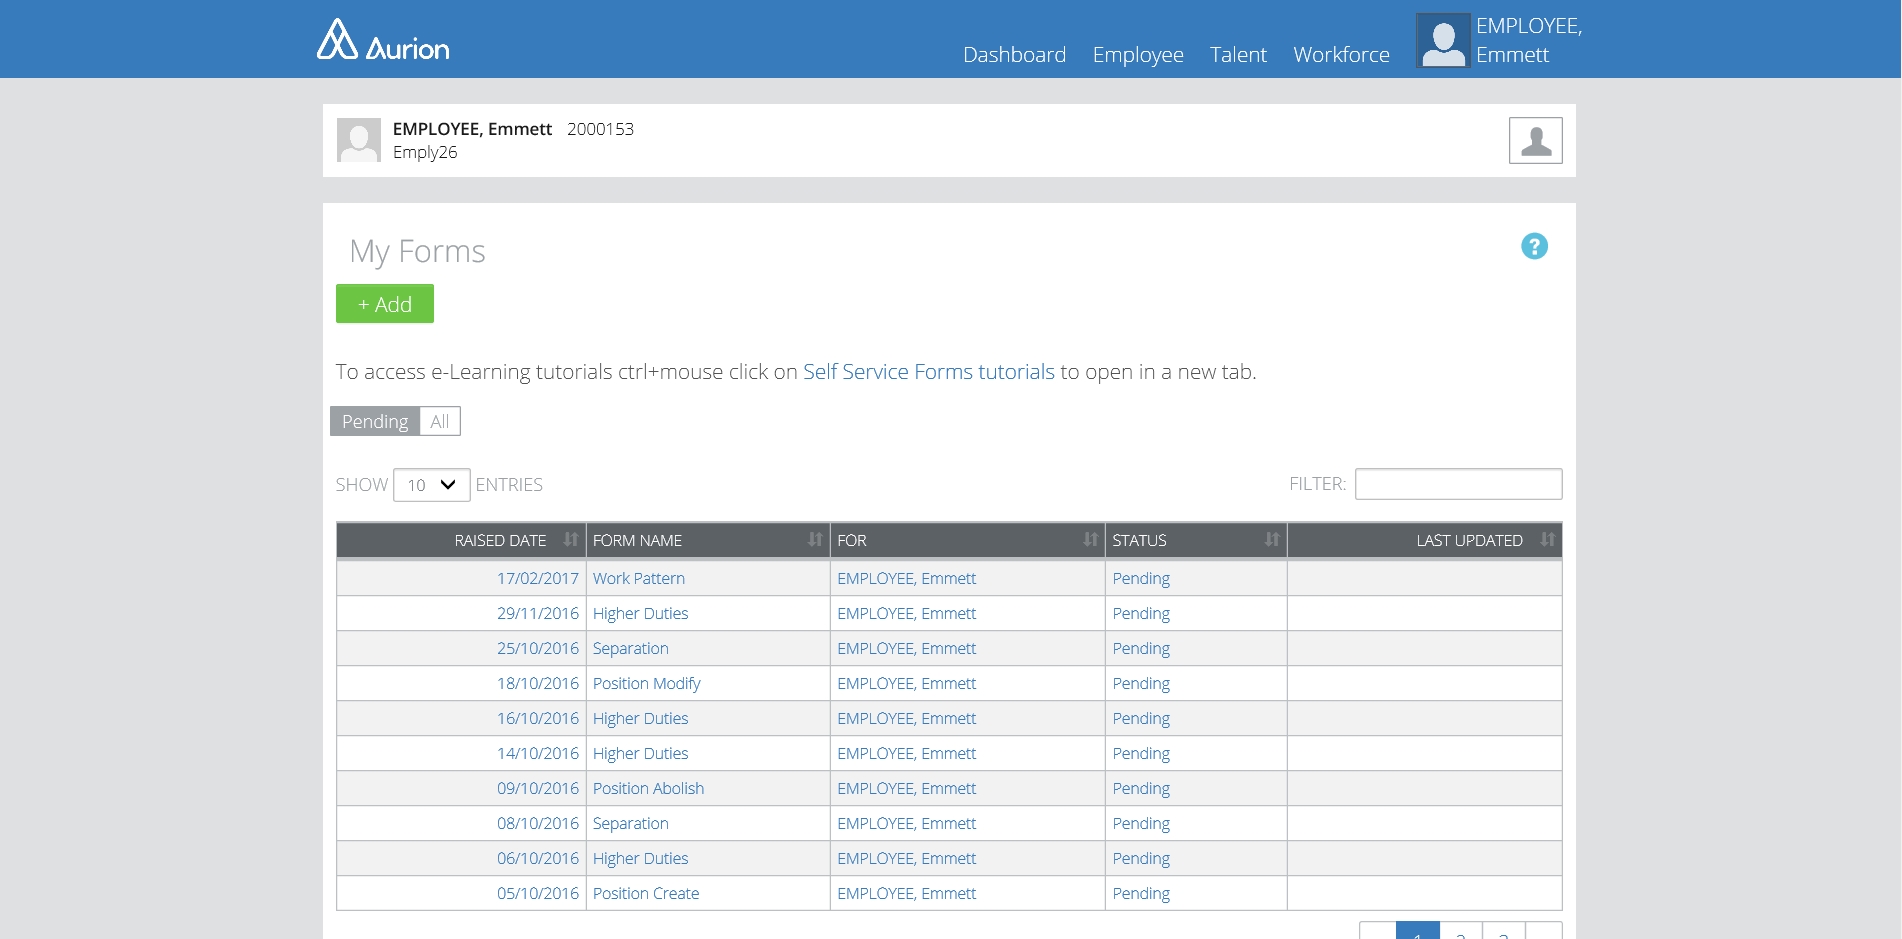 Aurion
Dashboard Employee Talent Workforce EMPLOYEE, Emmett
EMPLOYEE, Emmett 2000153
Emply26
My Forms
?
+ Add
To access e-Learning tutorials ctrl+mouse click on Self Service Forms tutorials to open in a new tab.
Pending All
SHOW 10 ENTRIES FILTER:
RAISED DATE FORM NAME FOR STATUS LAST UPDATED
17/02/2017 Work Pattern EMPLOYEE, Emmett Pending
29/11/2016 Higher Duties EMPLOYEE, Emmett Pending
25/10/2016 Separation EMPLOYEE, Emmett Pending
18/10/2016 Position Modify EMPLOYEE, Emmett Pending
16/10/2016 Higher Duties EMPLOYEE, Emmett Pending
14/10/2016 Higher Duties EMPLOYEE, Emmett Pending
09/10/2016 Position Abolish EMPLOYEE, Emmett Pending
08/10/2016 Separation EMPLOYEE, Emmett Pending
06/10/2016 Higher Duties EMPLOYEE, Emmett Pending
05/10/2016 Position Create EMPLOYEE, Emmett Pending
1 2 3